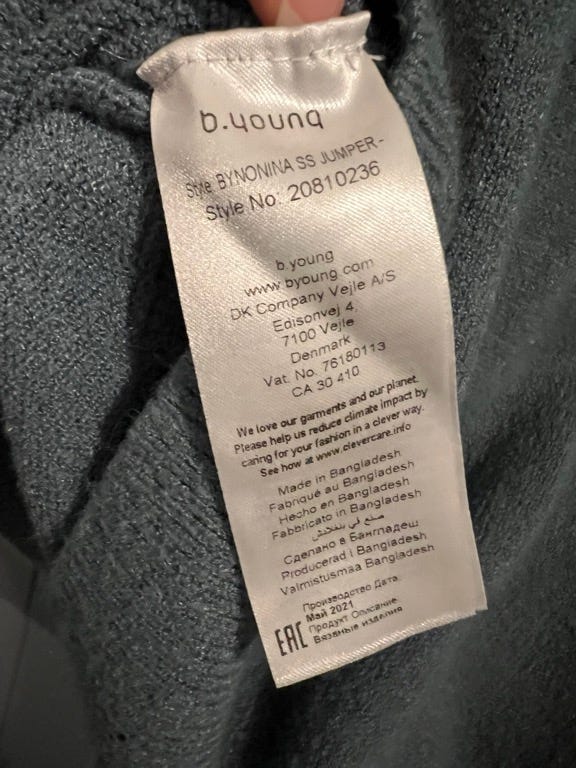 b.young
Style: BYNONINA SS JUMPER-
Style No: 20810236
b.young
www.byoung.com
DK Company Vejle A/S
Edisonvej 4,
7100 Vejle
Denmark
Vat. No. 76180113
CA 30 410
We love our garments and our planet.
Please help us reduce climate impact by
caring for your fashion in a clever way.
See how at www.clevercare.info
Made in Bangladesh
Fabriqué au Bangladesh
Hecho en Bangladesh
Fabbricato in Bangladesh
صنع في بنغلادش
Сделано в Бангладеш
Producerad i Bangladesh
Valmistusmaa Bangladesh
Производство Дата:
Май 2021
Продукт Описание:
Вязаные изделия
EAC